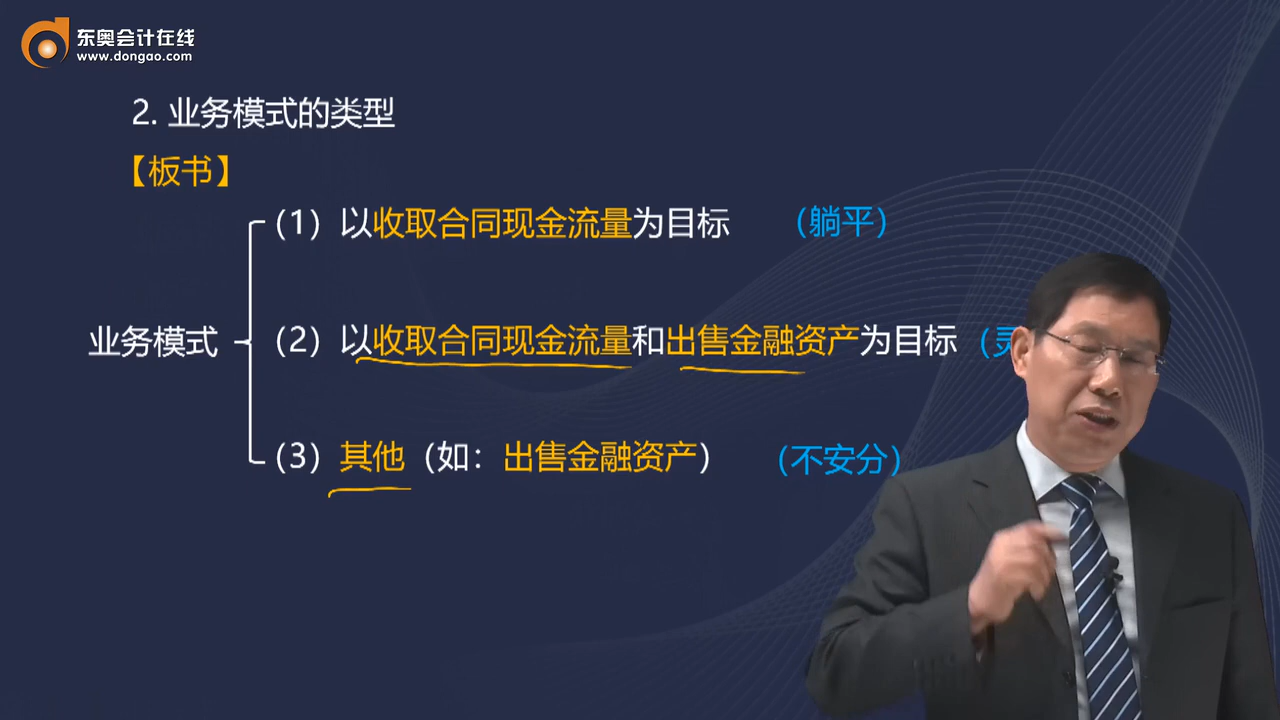 东奥会计在线
www.dongao.com
2. 业务模式的类型
【板书】
（1）以收取合同现金流量为目标 （躺平）
业务模式
（2）以收取合同现金流量和出售金融资产为目标 （灵
（3）其他（如：出售金融资产） （不安分）